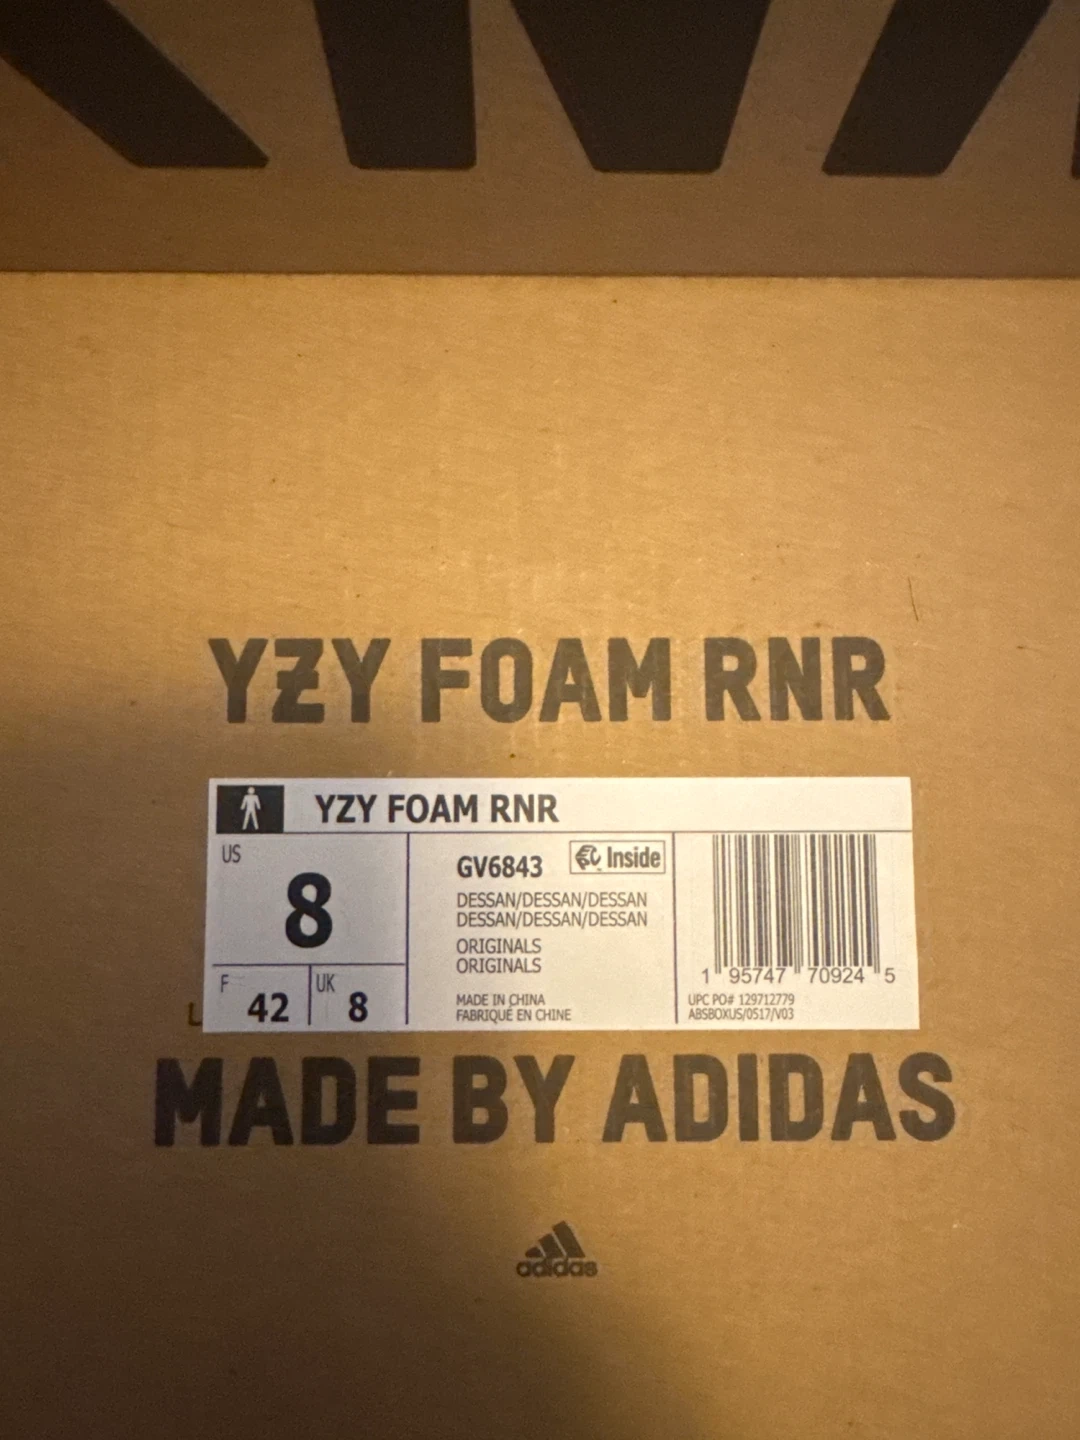 YZY FOAM RNR
YZY FOAM RNR
US
8
F
42
UK
8
GV6843
Inside
DESSAN/DESSAN/DESSAN
DESSAN/DESSAN/DESSAN
ORIGINALS
ORIGINALS
MADE IN CHINA
FABRIQUÉ EN CHINE
1 95747 70924 5
UPC PO# 129712779
ABSBOXUS/0517/V03
MADE BY ADIDAS
adidas